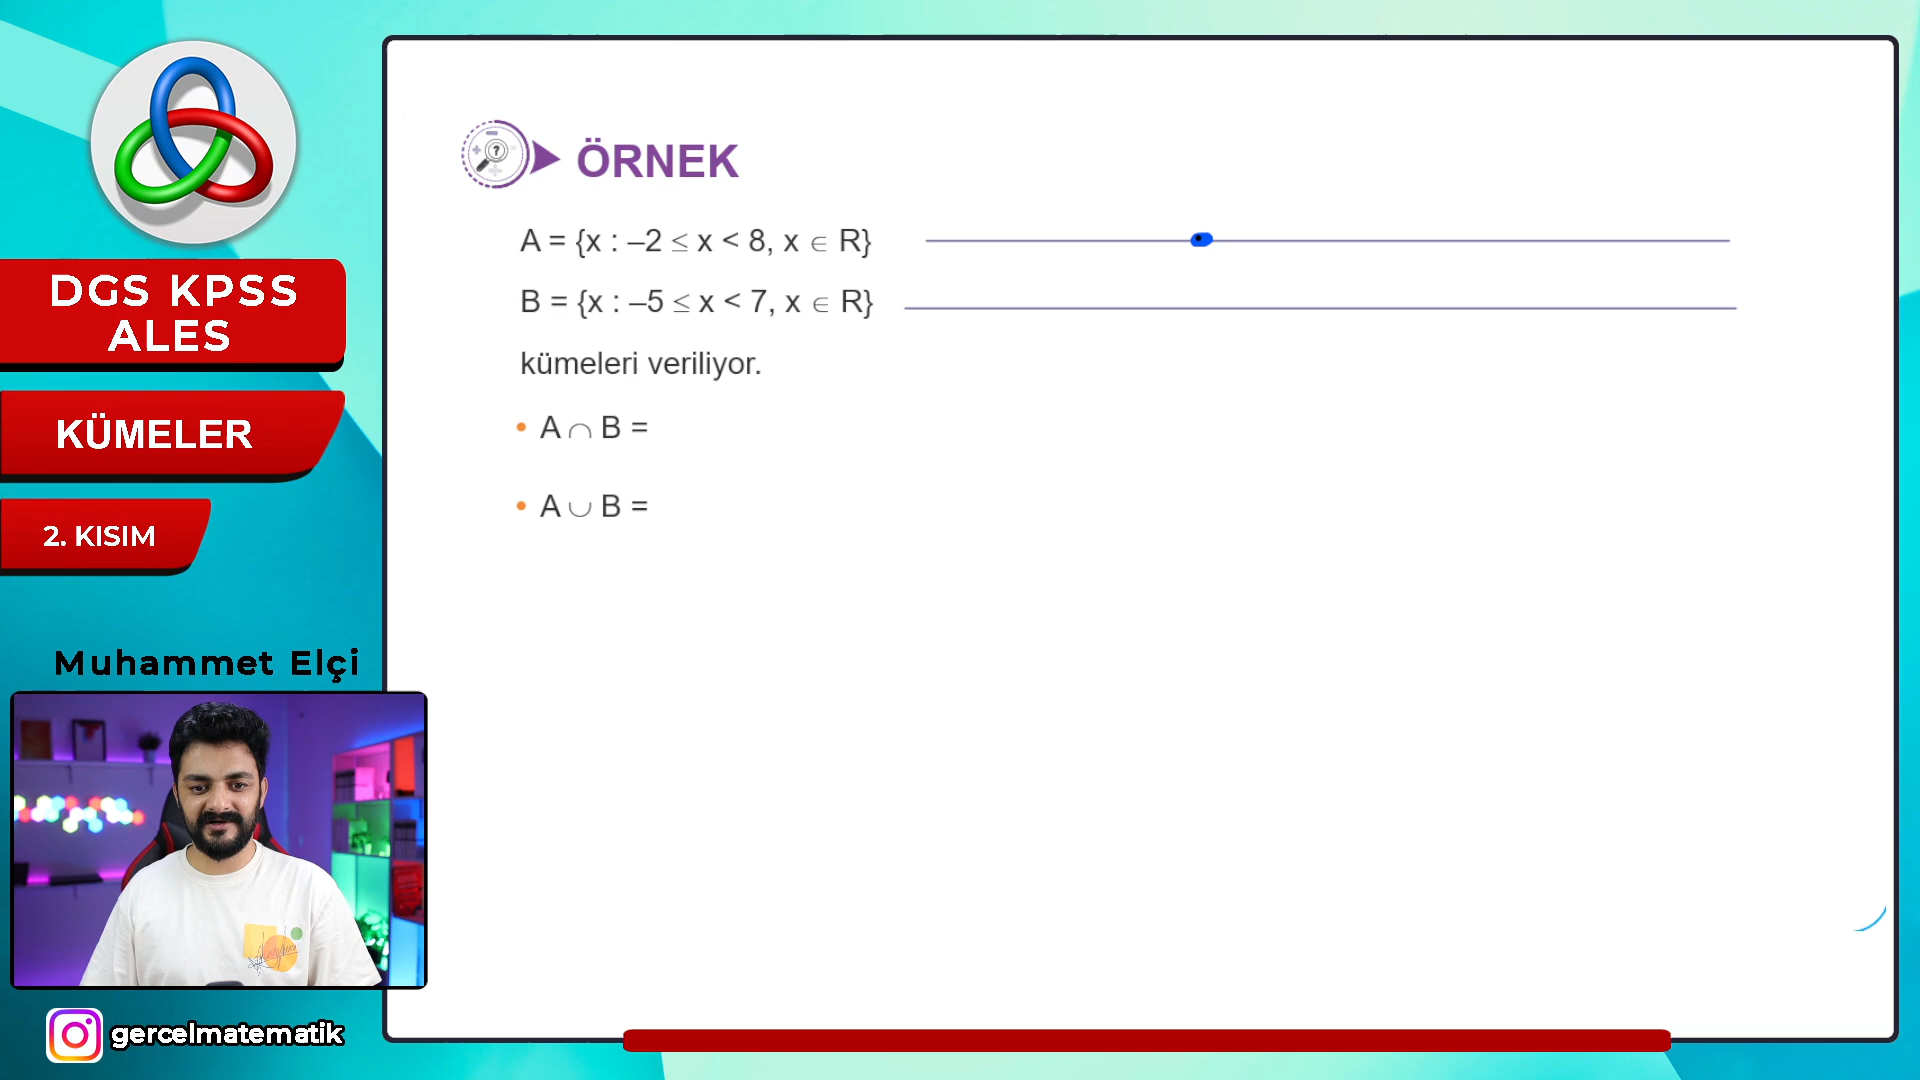 DGS KPSS
ALES
KÜMELER
2. KISIM
Muhammet Elçi
gercelmatematik
ÖRNEK
A = {x : –2 ≤ x < 8, x ∈ R}
B = {x : –5 ≤ x < 7, x ∈ R}
kümeleri veriliyor.
• A ∩ B =
• A ∪ B =